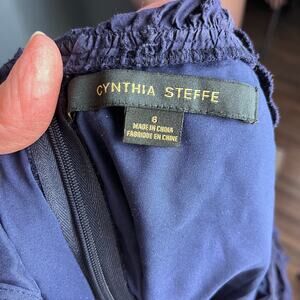 CYNTHIA STEFFE
6
MADE IN CHINA
FABRIQUÉ EN CHINE